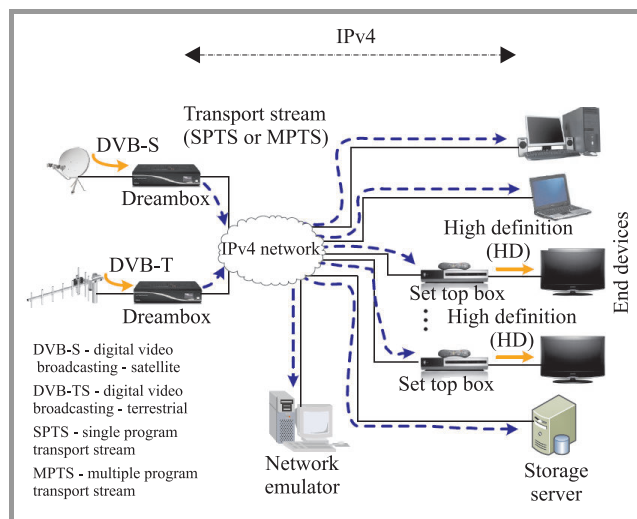 IPv4
Transport stream
(SPTS or MPTS)
DVB-S
Dreambox
IPv4 network
High definition
(HD)
Set top box
DVB-T
Dreambox
High definition
(HD)
Set top box
End devices
DVB-S - digital video
broadcasting - satellite
DVB-TS - digital video
broadcasting - terrestrial
SPTS - single program
transport stream
MPTS - multiple program
transport stream
Network
emulator
Storage
server